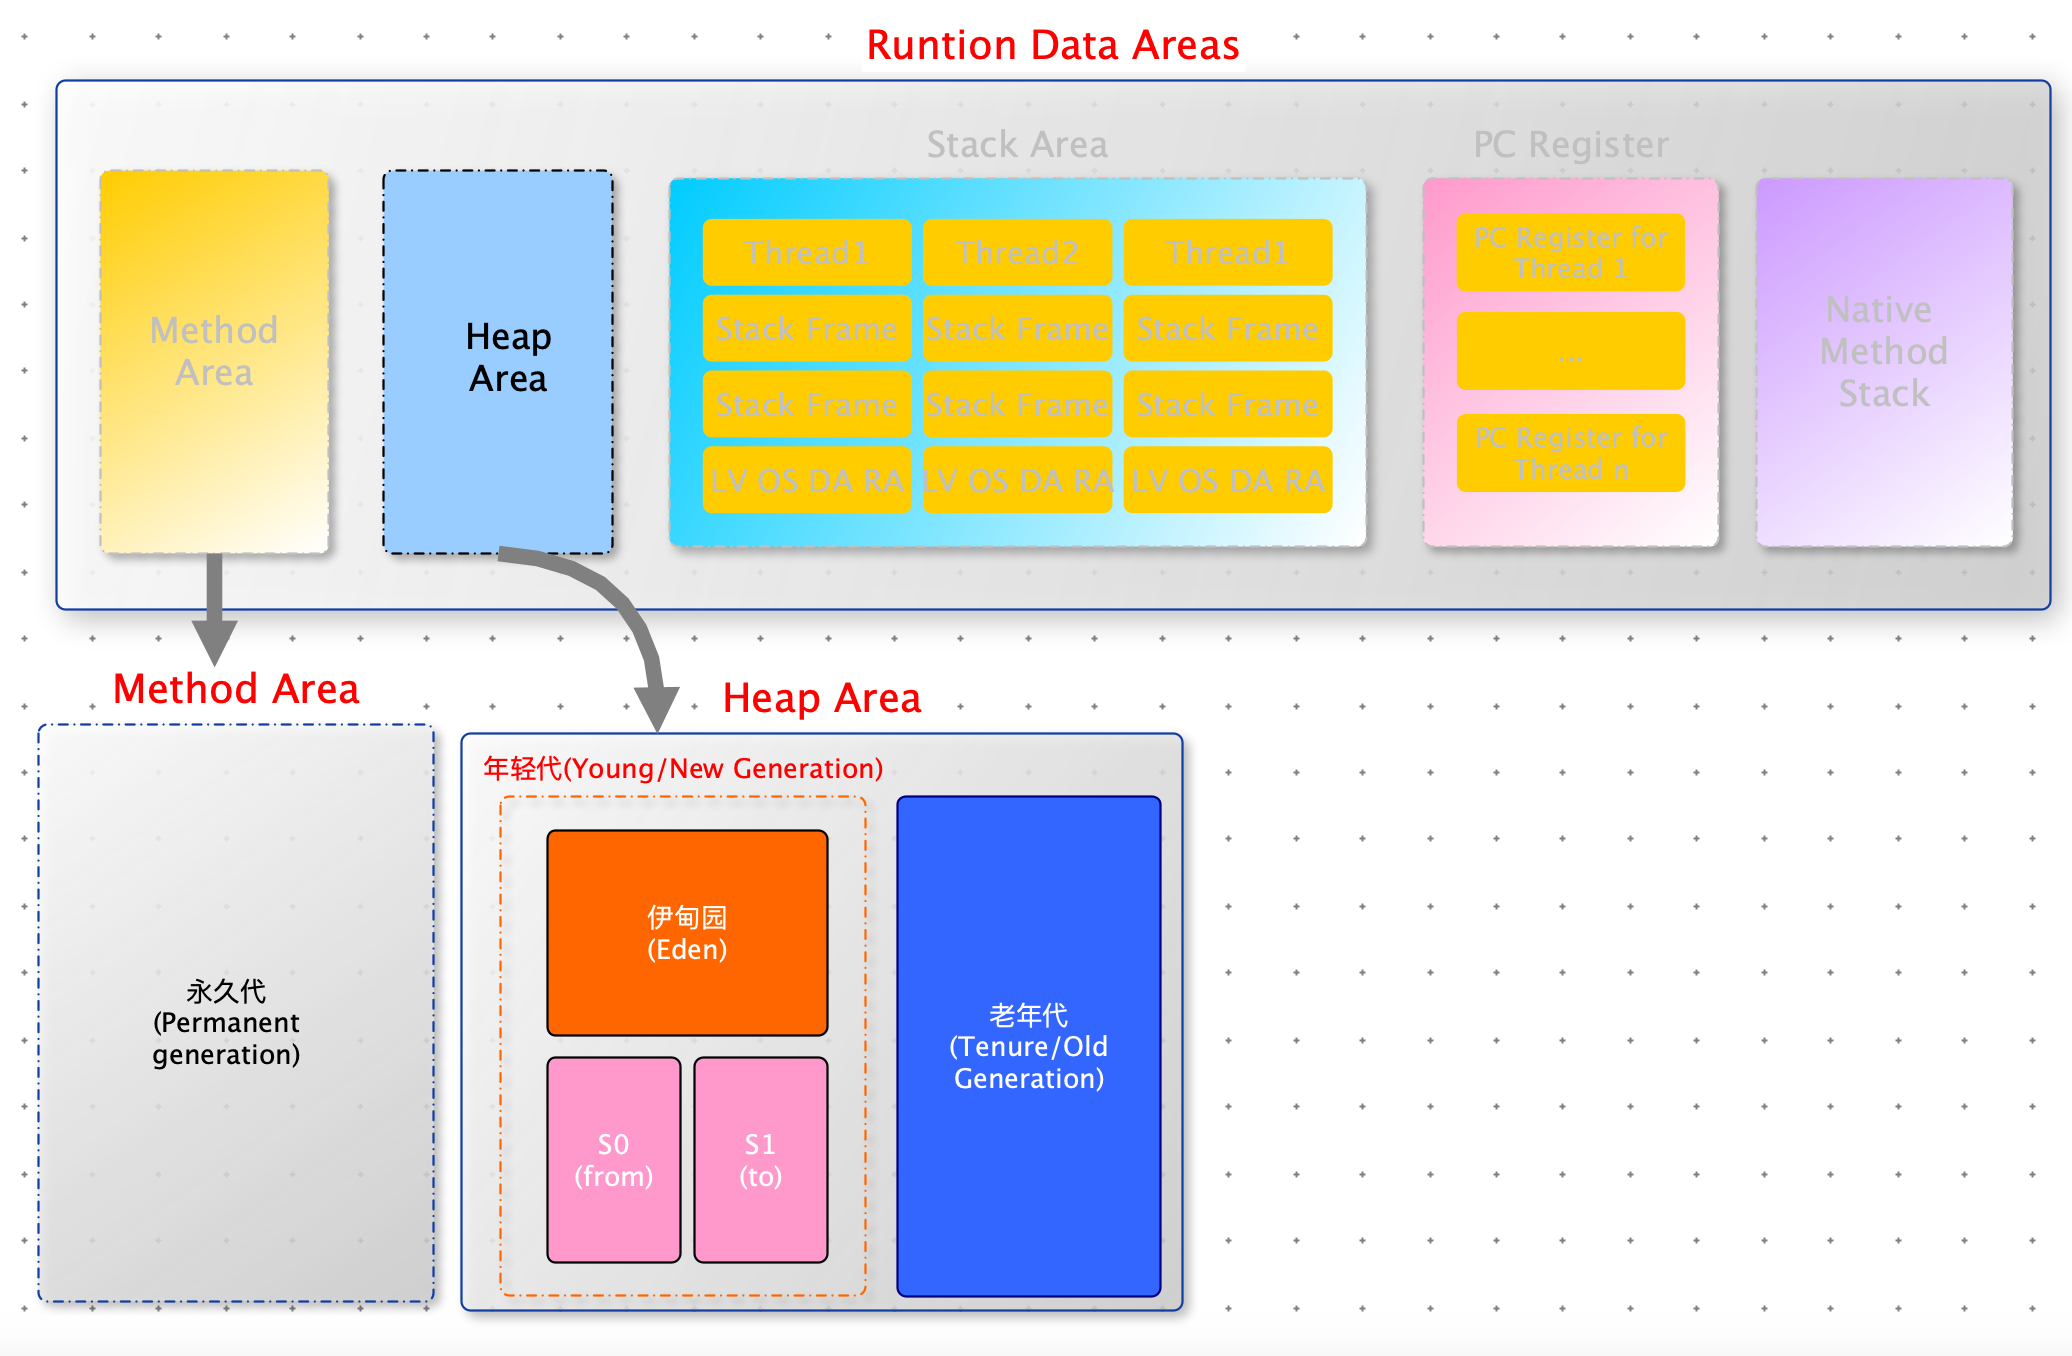 Runtion Data Areas
Stack Area
PC Register
Method
Area
Heap
Area
Thread1
Thread2
Thread1
Stack Frame
Stack Frame
Stack Frame
Stack Frame
Stack Frame
Stack Frame
LV OS DA RA
LV OS DA RA
LV OS DA RA
PC Register for
Thread 1
...
PC Register for
Thread n
Native
Method
Stack
Method Area
永久代
(Permanent
generation)
Heap Area
年轻代(Young/New Generation)
伊甸园
(Eden)
S0
(from)
S1
(to)
老年代
(Tenure/Old
Generation)